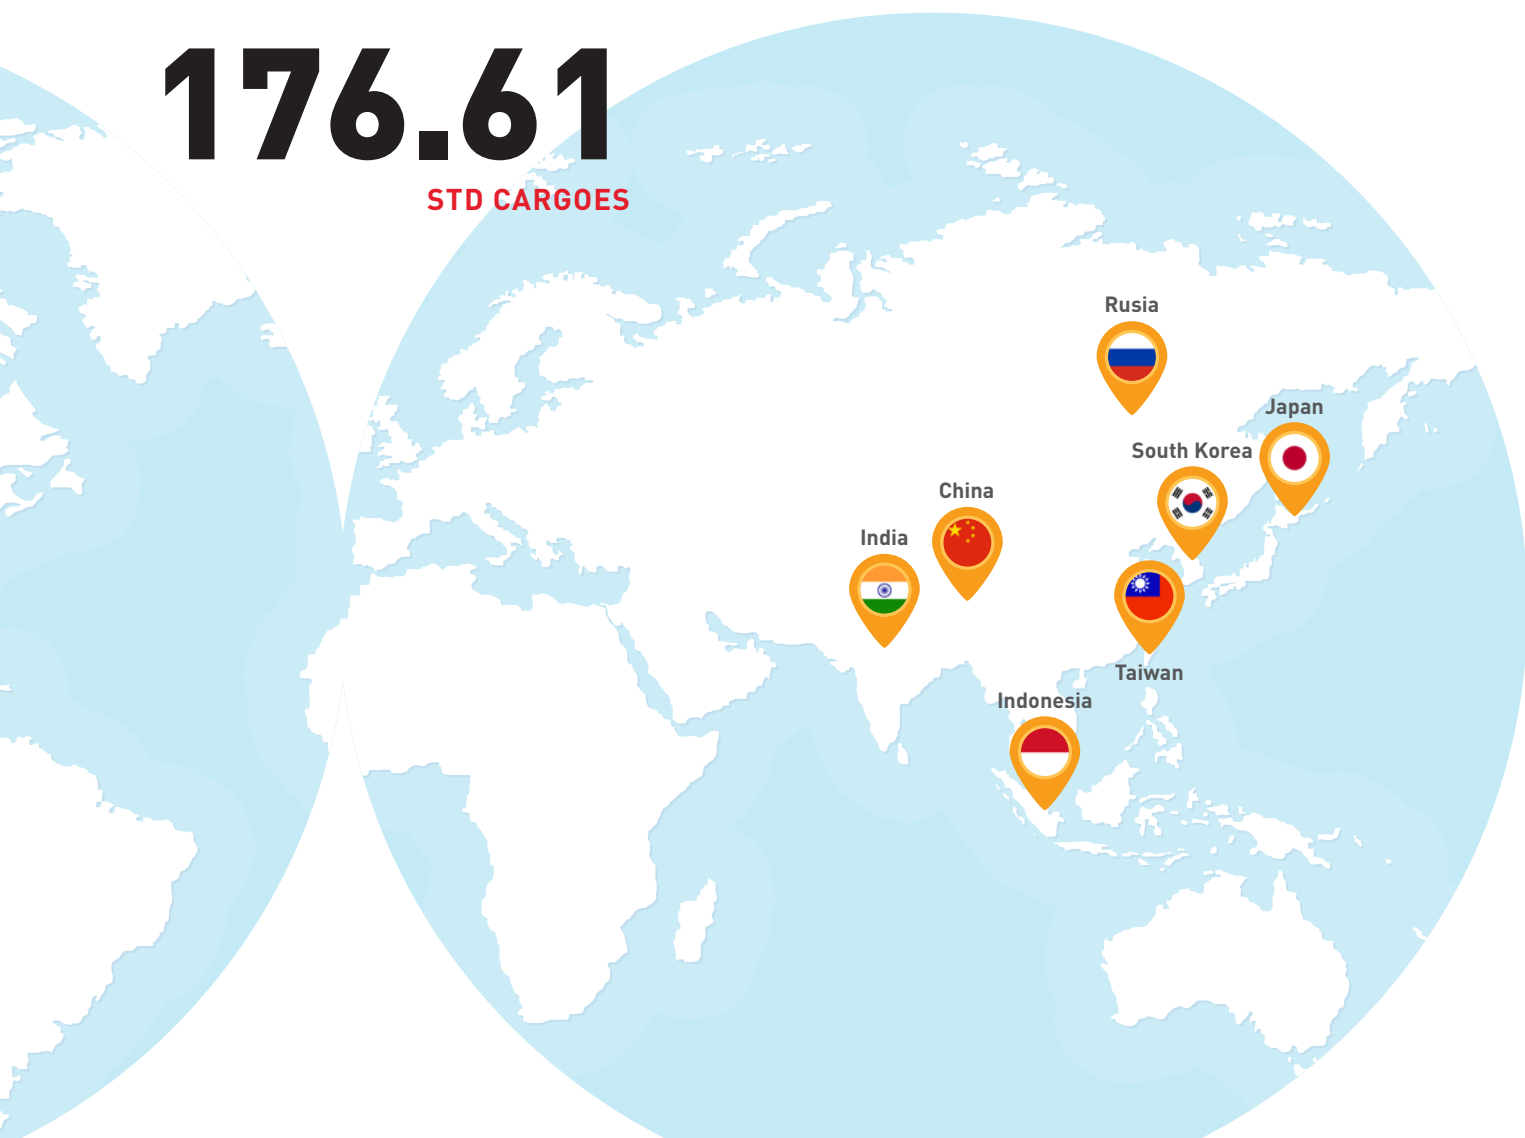 176.61
STD CARGOES
Rusia
Japan
South Korea
China
India
Taiwan
Indonesia